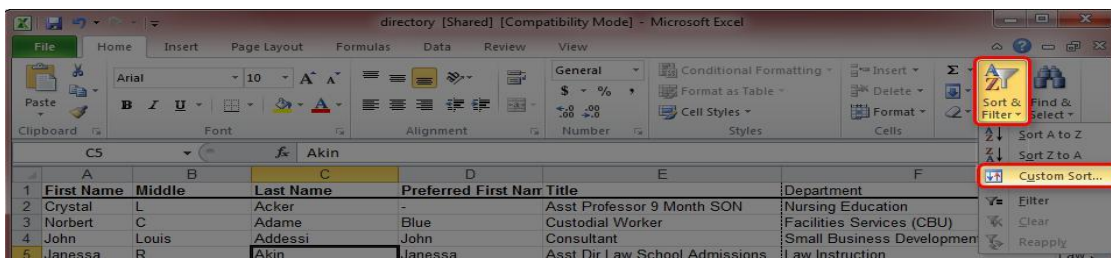 directory [Shared] [Compatibility Mode] - Microsoft Excel
File Home Insert Page Layout Formulas Data Review View
Arial 10 A A General Conditional Formatting Insert Σ
Paste B I U A $ % , Format as Table Delete Sort & Find &
.00 .00 Cell Styles Format Filter Select
Clipboard Font Alignment Number Styles Cells Sort A to Z
C5 fx Akin Sort Z to A
A B C D E F Custom Sort...
1 First Name Middle Last Name Preferred First Nam Title Department
2 Crystal L Acker - Asst Professor 9 Month SON Nursing Education Filter
3 Norbert C Adame Blue Custodial Worker Facilities Services (CBU) Clear
4 John Louis Addessi John Consultant Small Business Developmen Reapply
5 Janessa R Akin Janessa Asst Dir Law School Admissions Law Instruction Law